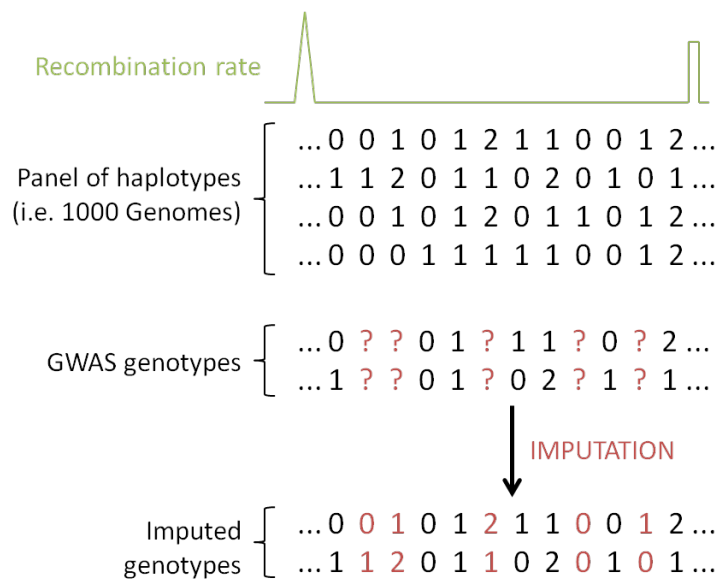 Recombination rate
Panel of haplotypes
(i.e. 1000 Genomes)
...0 0 1 0 1 2 1 1 0 0 1 2...
...1 1 2 0 1 1 0 2 0 1 0 1...
...0 0 1 0 1 2 0 1 1 0 1 2...
...0 0 0 1 1 1 1 1 0 0 1 2...
GWAS genotypes
...0 ? ? 0 1 ? 1 1 ? 0 ? 2...
...1 ? ? 0 1 ? 0 2 ? 1 ? 1...
IMPUTATION
Imputed
genotypes
...0 0 1 0 1 2 1 1 0 0 1 2...
...1 1 2 0 1 1 0 2 0 1 0 1...